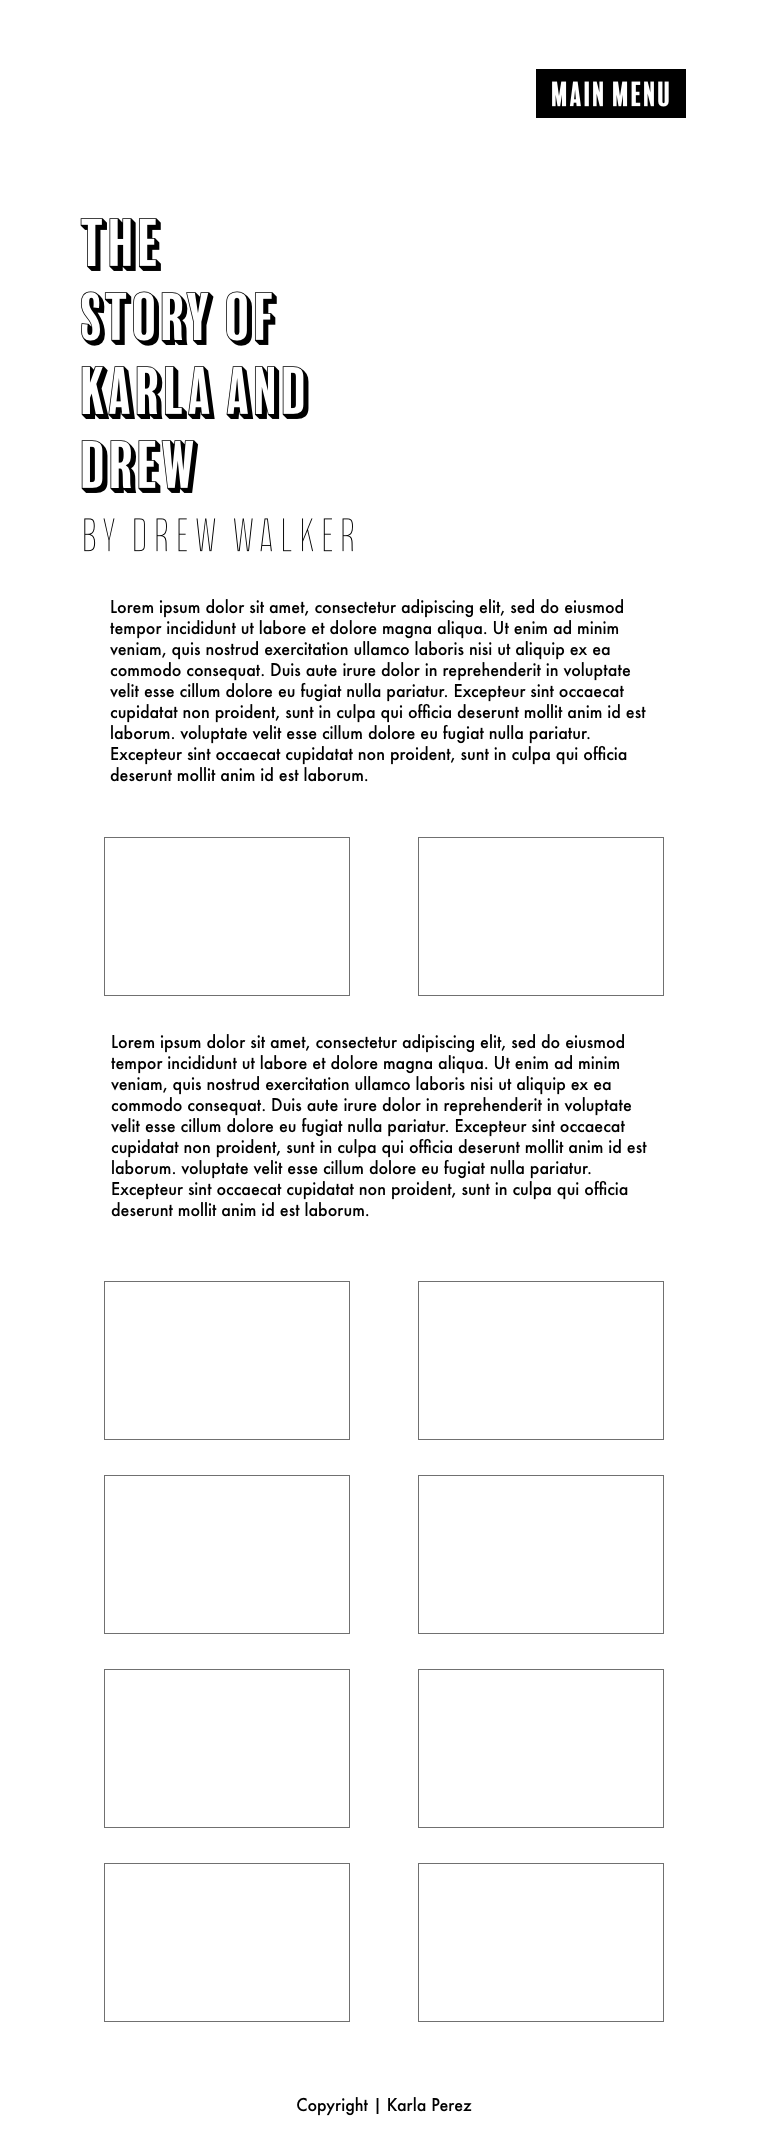 MAIN MENU
THE
STORY OF
KARLA AND
DREW
BY DREW WALKER
Lorem ipsum dolor sit amet, consectetur adipiscing elit, sed do eiusmod
tempor incididunt ut labore et dolore magna aliqua. Ut enim ad minim
veniam, quis nostrud exercitation ullamco laboris nisi ut aliquip ex ea
commodo consequat. Duis aute irure dolor in reprehenderit in voluptate
velit esse cillum dolore eu fugiat nulla pariatur. Excepteur sint occaecat
cupidatat non proident, sunt in culpa qui officia deserunt mollit anim id est
laborum. voluptate velit esse cillum dolore eu fugiat nulla pariatur.
Excepteur sint occaecat cupidatat non proident, sunt in culpa qui officia
deserunt mollit anim id est laborum.
Lorem ipsum dolor sit amet, consectetur adipiscing elit, sed do eiusmod
tempor incididunt ut labore et dolore magna aliqua. Ut enim ad minim
veniam, quis nostrud exercitation ullamco laboris nisi ut aliquip ex ea
commodo consequat. Duis aute irure dolor in reprehenderit in voluptate
velit esse cillum dolore eu fugiat nulla pariatur. Excepteur sint occaecat
cupidatat non proident, sunt in culpa qui officia deserunt mollit anim id est
laborum. voluptate velit esse cillum dolore eu fugiat nulla pariatur.
Excepteur sint occaecat cupidatat non proident, sunt in culpa qui officia
deserunt mollit anim id est laborum.
Copyright | Karla Perez